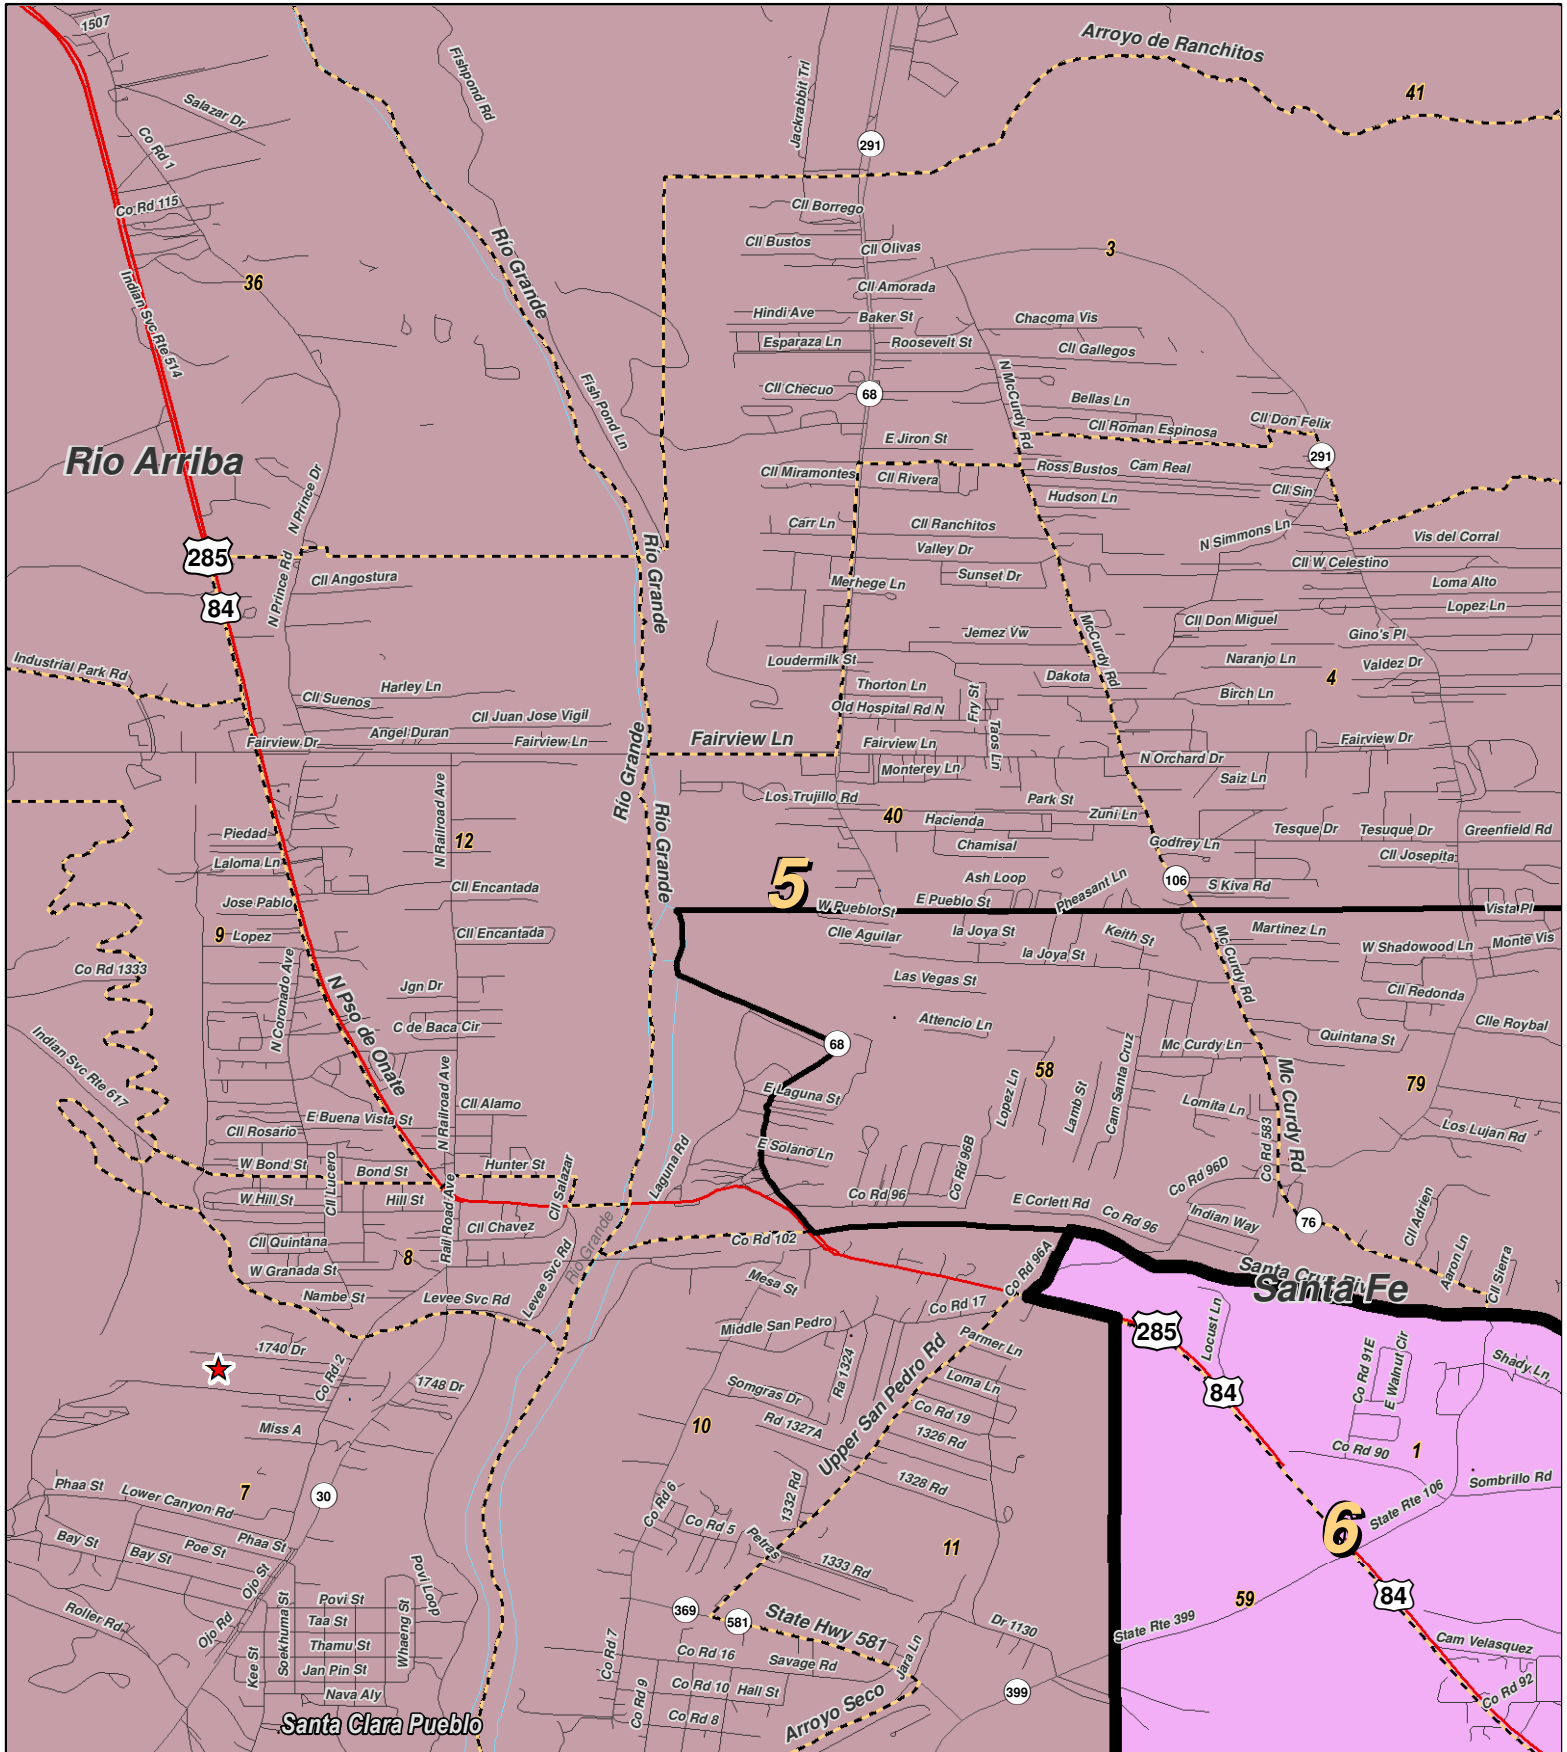 1507
Fishpond Rd
Arroyo de Ranchitos
Jackrabbit Trl
41
Salazar Dr
Co Rd 1
291
Co Rd 115
Cll Borrego
Cll Bustos
Cll Olivas
3
Rio Grande
36
Indian Svc Rte 514
Cll Amorada
Hindi Ave
Baker St
Chacoma Vis
Esparaza Ln
Roosevelt St
Cll Gallegos
Fish Pond Ln
Cll Checuo
68
N McCurdy Rd
Bellas Ln
Cll Don Felix
Cll Roman Espinosa
E Jiron St
Rio Arriba
291
Cll Miramontes
Cll Rivera
Ross Bustos
Cam Real
Hudson Ln
Cll Sin
N Prince Dr
Carr Ln
Cll Ranchitos
N Simmons Ln
Vis del Corral
285
Valley Dr
Rio Grande
Cll W Celestino
N Prince Rd
Cll Angostura
Merhege Ln
Sunset Dr
Loma Alto
84
Lopez Ln
Cll Don Miguel
Jemez Vw
McCurdy Rd
Gino's Pl
Industrial Park Rd
Loudermilk St
Naranjo Ln
Valdez Dr
Dakota
4
Harley Ln
Cll Suenos
Thorton Ln
Fry St
Birch Ln
Old Hospital Rd N
Cll Juan Jose Vigil
Angel Duran
Fairview Dr
Fairview Ln
Rio Grande
Fairview Ln
Fairview Ln
Taos Ln
Fairview Dr
N Orchard Dr
Monterey Ln
Saiz Ln
N Railroad Ave
Los Trujillo Rd
Park St
Rio Grande
40
Hacienda
Zuni Ln
Piedad
12
Tesque Dr
Tesuque Dr
Greenfield Rd
Chamisal
Godfrey Ln
Laloma Ln
Cll Josepita
5
Ash Loop
Pheasant Ln
106
S Kiva Rd
Cll Encantada
Jose Pablo
W Pueblo St
E Pueblo St
Vista Pl
9
Lopez
Cll Encantada
Clle Aguilar
la Joya St
Keith St
Martinez Ln
W Shadowood Ln
Monte Vis
la Joya St
Co Rd 1333
N Coronado Ave
N Pso de Onate
Jgn Dr
Las Vegas St
Mc Curdy Rd
Cll Redonda
C de Baca Cir
Attencio Ln
Clle Roybal
Indian Svc Rte 617
68
Mc Curdy Ln
Quintana St
58
79
N Railroad Ave
E Laguna St
Lopez Ln
Lamb St
Cam Santa Cruz
Mc Curdy Rd
Cll Alamo
Lomita Ln
E Buena Vista St
Cll Rosario
E Solano Ln
Co Rd 583
Los Lujan Rd
W Bond St
Bond St
Hunter St
Cll Salazar
Laguna Rd
Co Rd 96B
Co Rd 96D
Cll Lucero
W Hill St
Hill St
Rail Road Ave
Co Rd 96
E Corlett Rd
Co Rd 96
Indian Way
76
Cll Adrien
Cll Chavez
Cll Quintana
Co Rd 102
Rio Grande
8
W Granada St
Levee Svc Rd
Mesa St
Co Rd 96A
Aaron Ln
Cll Sierra
Santa Fe
Nambe St
Levee Svc Rd
Co Rd 17
Middle San Pedro
285
Locust Ln
1740 Dr
Parmer Ln
Co Rd 2
Ra 1324
Upper San Pedro Rd
Co Rd 91E
E Walnut Cir
Shady Ln
1748 Dr
Somgras Dr
Loma Ln
84
Miss A
10
Rd 1327A
Co Rd 19
1326 Rd
Co Rd 90
1
Phaa St
Lower Canyon Rd
7
30
1328 Rd
Sombrillo Rd
1332 Rd
Co Rd 6
State Rte 106
6
Bay St
Bay St
Poe St
Phaa St
Co Rd 5
Petras
11
1333 Rd
Ojo St
Povi Loop
59
84
Roller Rd
Povi St
369
581
State Hwy 581
Dr 1130
State Rte 399
Taa St
Ojo Rd
Soekhuma St
Thamu St
Whaeng St
Cam Velasquez
Kee St
Jan Pin St
Co Rd 7
Co Rd 16
Savage Rd
Jara Ln
Nava Aly
Co Rd 9
Co Rd 10
Hall St
399
Co Rd 92
Santa Clara Pueblo
Co Rd 8
Arroyo Seco